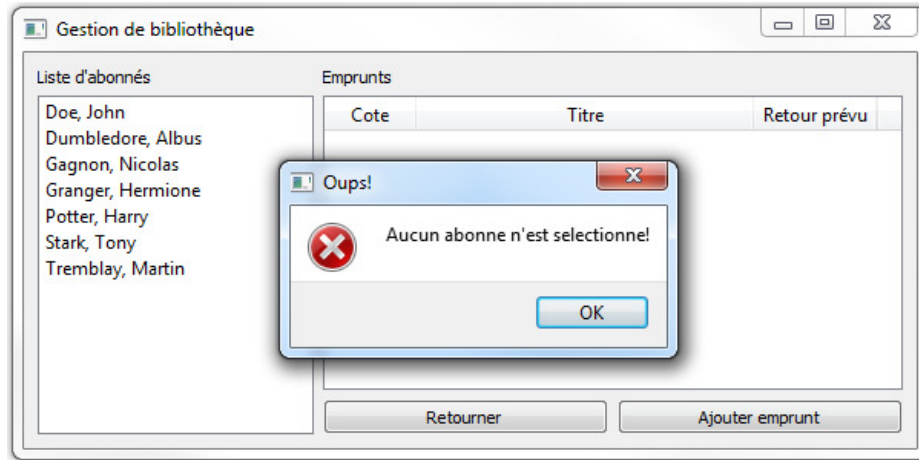 Gestion de bibliothèque
Liste d'abonnés
Emprunts
Doe, John
Dumbledore, Albus
Gagnon, Nicolas
Granger, Hermione
Potter, Harry
Stark, Tony
Tremblay, Martin
Cote Titre Retour prévu
Oups!
Aucun abonne n'est selectionne!
OK
Retourner
Ajouter emprunt